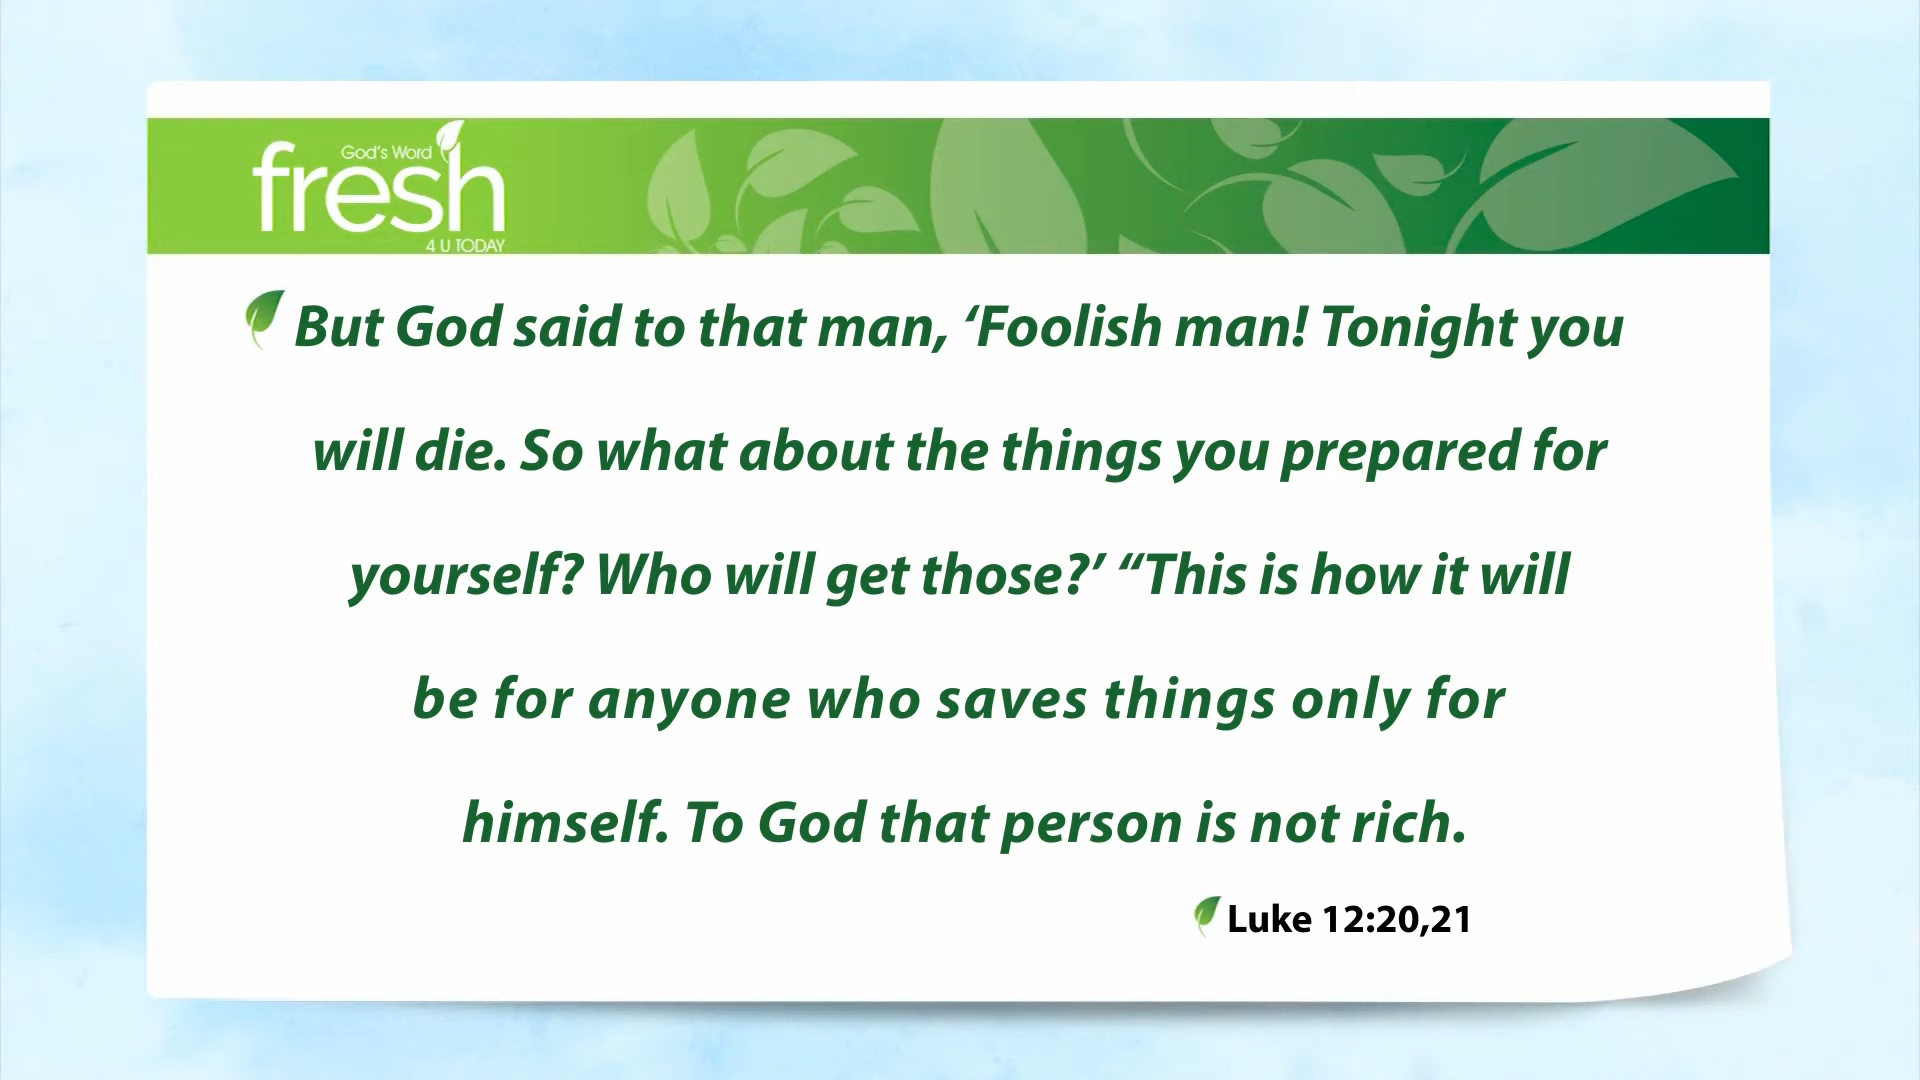 God's Word
fresh
4 U TODAY
But God said to that man, ‘Foolish man! Tonight you
will die. So what about the things you prepared for
yourself? Who will get those?’ “This is how it will
be for anyone who saves things only for
himself. To God that person is not rich.
Luke 12:20,21